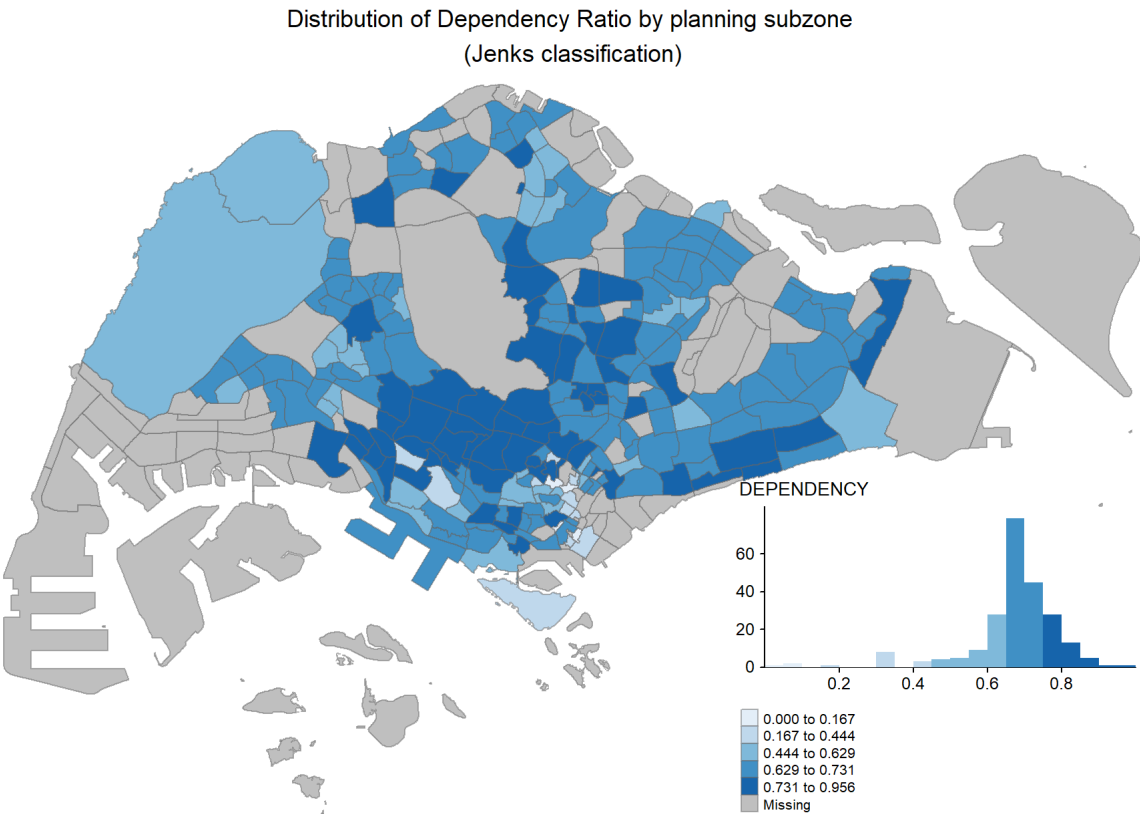 Distribution of Dependency Ratio by planning subzone
(Jenks classification)
DEPENDENCY
60
40
20
0
0.2 0.4 0.6 0.8
0.000 to 0.167
0.167 to 0.444
0.444 to 0.629
0.629 to 0.731
0.731 to 0.956
Missing